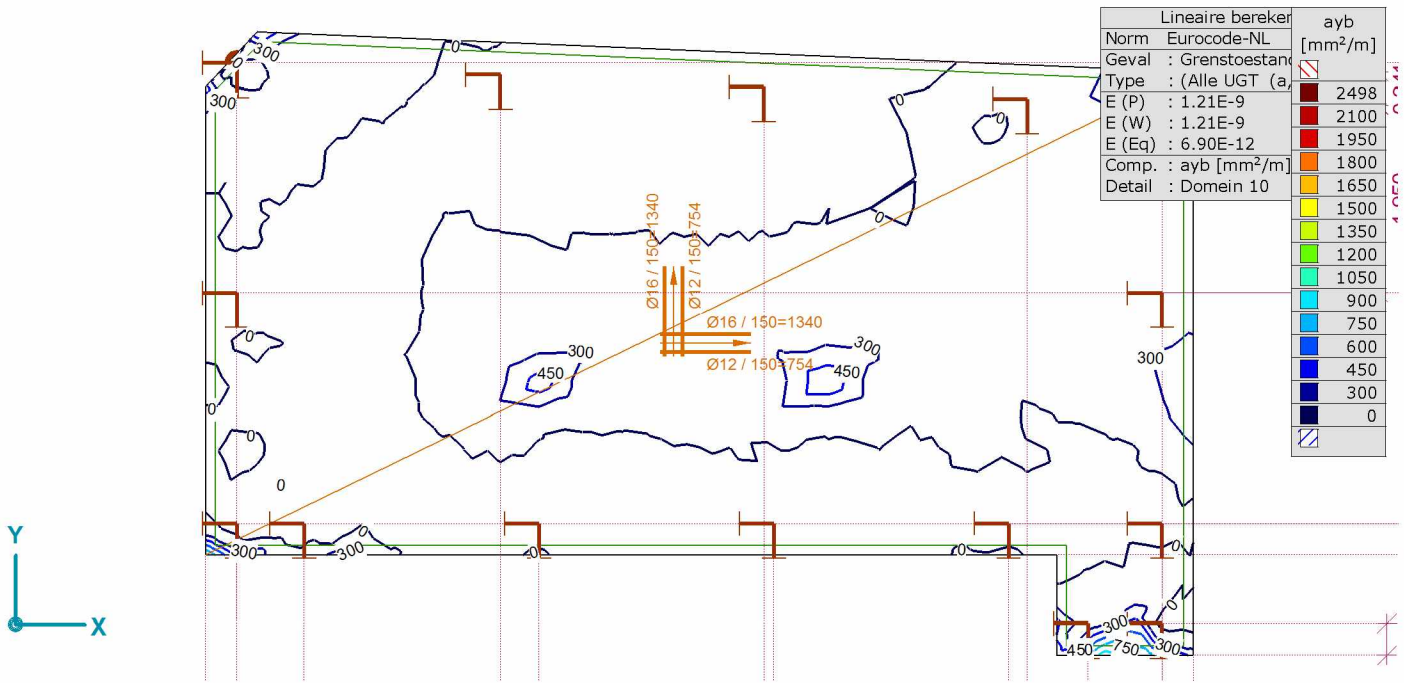 Lineaire bereker
Norm Eurocode-NL
Geval : Grenstoestand
Type : (Alle UGT (a,
E (P) : 1.21E-9
E (W) : 1.21E-9
E (Eq) : 6.90E-12
Comp. : ayb [mm²/m]
Detail : Domein 10
ayb
[mm²/m]
2498
2100
1950
1800
1650
1500
1350
1200
1050
900
750
600
450
300
0
300
0
0
300
0
0
0
Ø16 / 150=1340
Ø12 / 150=754
Ø16 / 150=1340
Ø12 / 150=754
0
300
450
300
450
300
0
0
0
300
0
300
0
0
0
0
300
450
750
300
Y
X